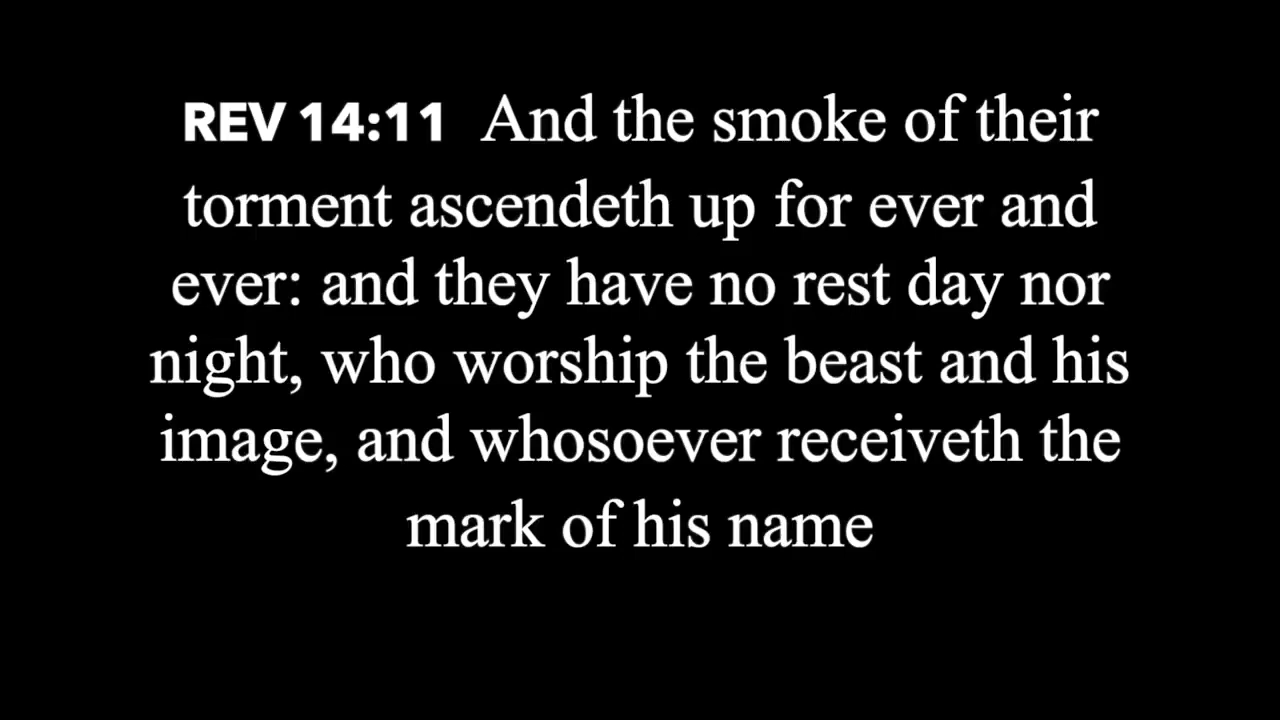 REV 14:11 And the smoke of their
torment ascendeth up for ever and
ever: and they have no rest day nor
night, who worship the beast and his
image, and whosoever receiveth the
mark of his name